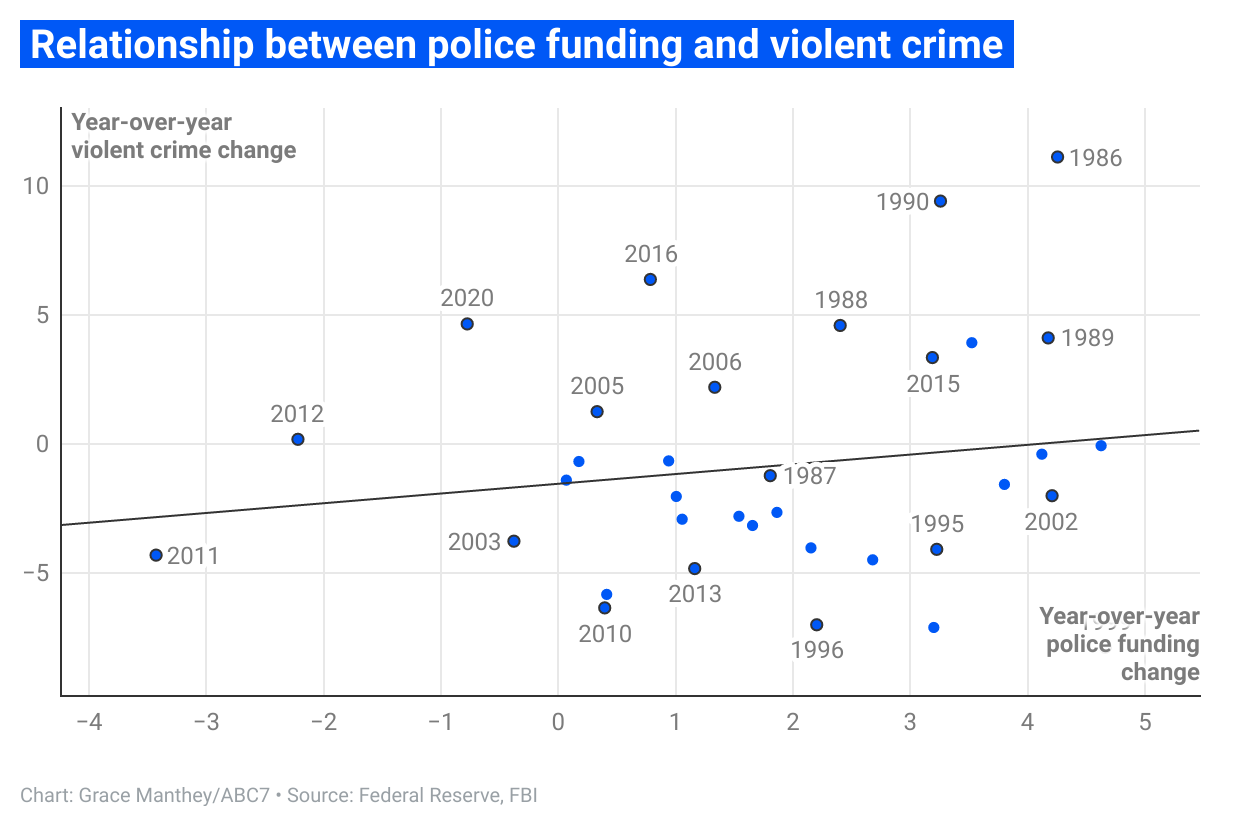 Relationship between police funding and violent crime
Year-over-year
violent crime change
1986
10
1990
2016
2020
1988
5
1989
2006
2015
2005
2012
0
1987
1995
2002
2003
2011
−5
2013
2010
1996
Year-over-year
police funding
change
−4 −3 −2 −1 0 1 2 3 4 5
Chart: Grace Manthey/ABC7 • Source: Federal Reserve, FBI